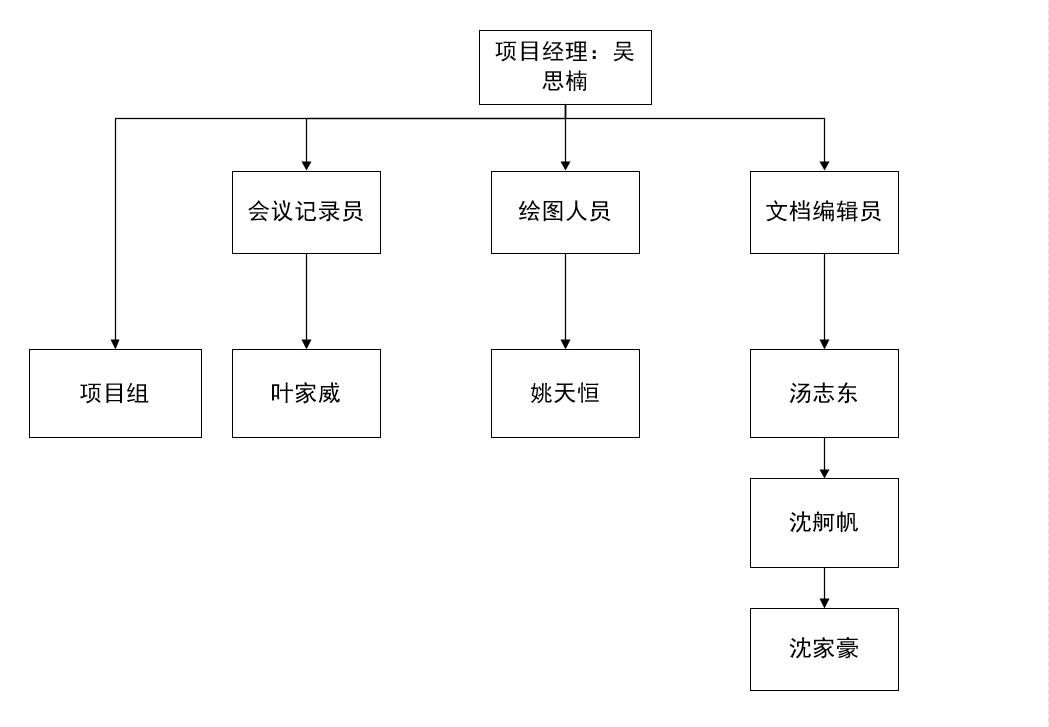 项目经理：吴
思楠
会议记录员
绘图人员
文档编辑员
项目组
叶家威
姚天恒
汤志东
沈舸帆
沈家豪